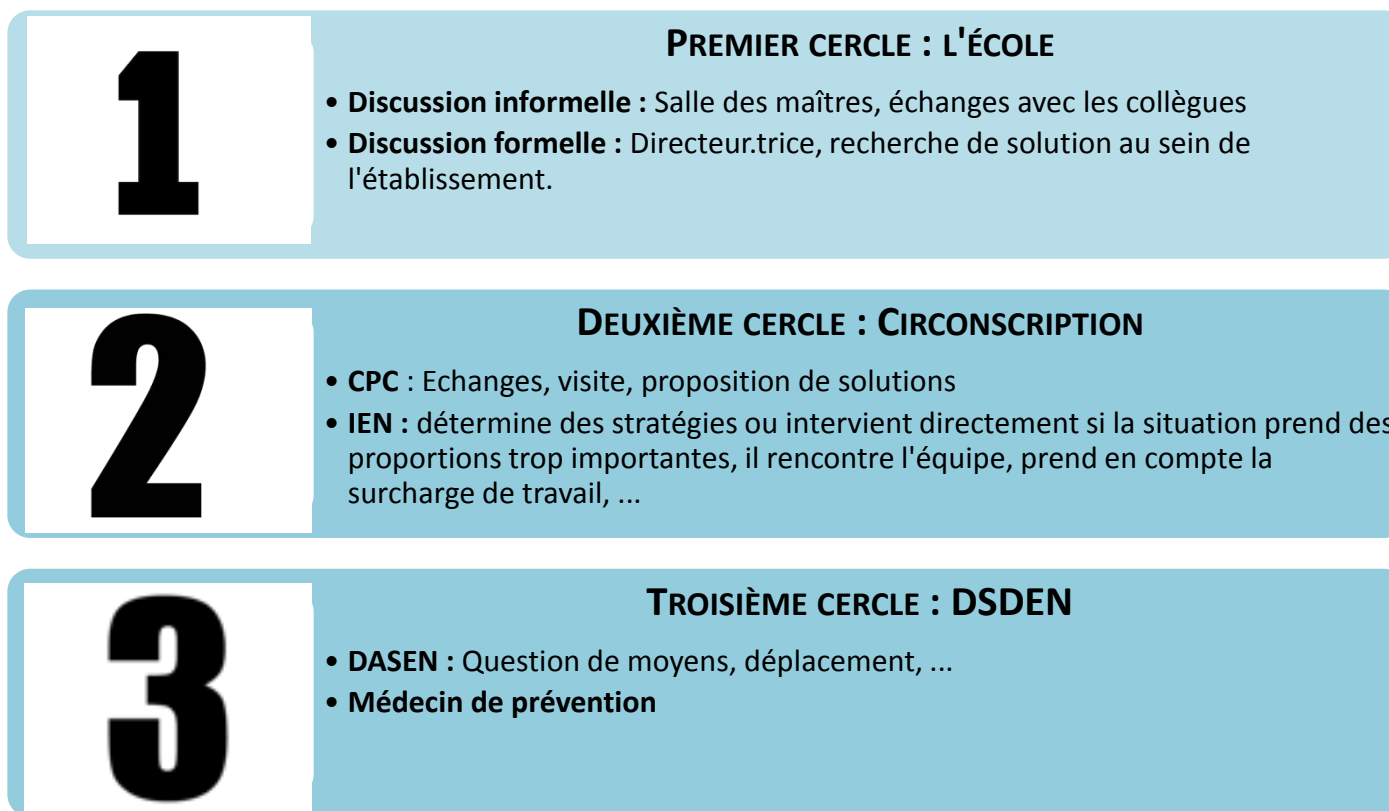 1
PREMIER CERCLE : L'ÉCOLE
• Discussion informelle : Salle des maîtres, échanges avec les collègues
• Discussion formelle : Directeur.trice, recherche de solution au sein de
l'établissement.
2
DEUXIÈME CERCLE : CIRCONSCRIPTION
• CPC : Echanges, visite, proposition de solutions
• IEN : détermine des stratégies ou intervient directement si la situation prend des
proportions trop importantes, il rencontre l'équipe, prend en compte la
surcharge de travail, ...
3
TROISIÈME CERCLE : DSDEN
• DASEN : Question de moyens, déplacement, ...
• Médecin de prévention